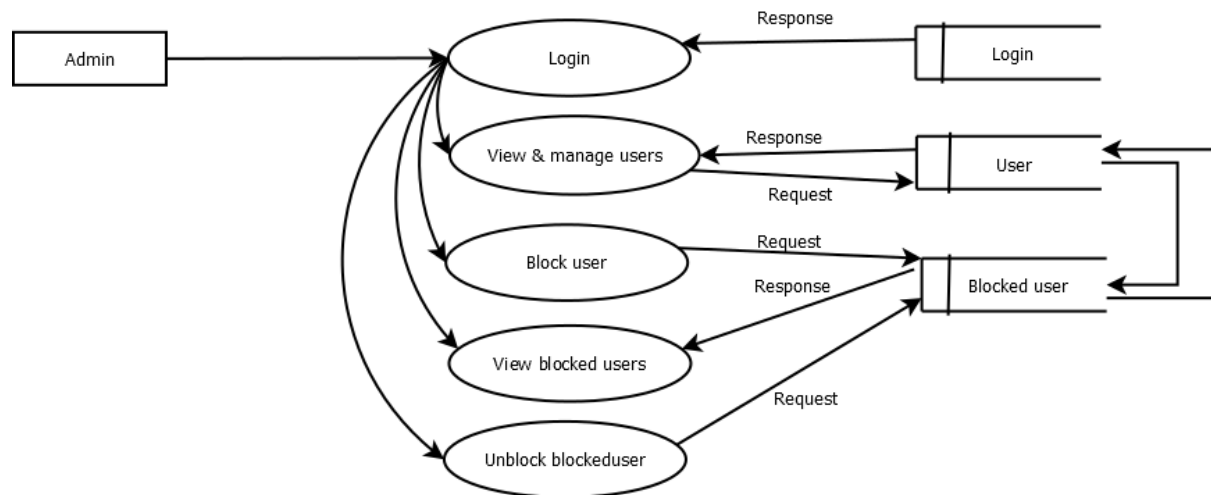 Response
Admin
Login
Login
View & manage users
Response
User
Request
Block user
Request
Response
Blocked user
View blocked users
Request
Unblock blockeduser